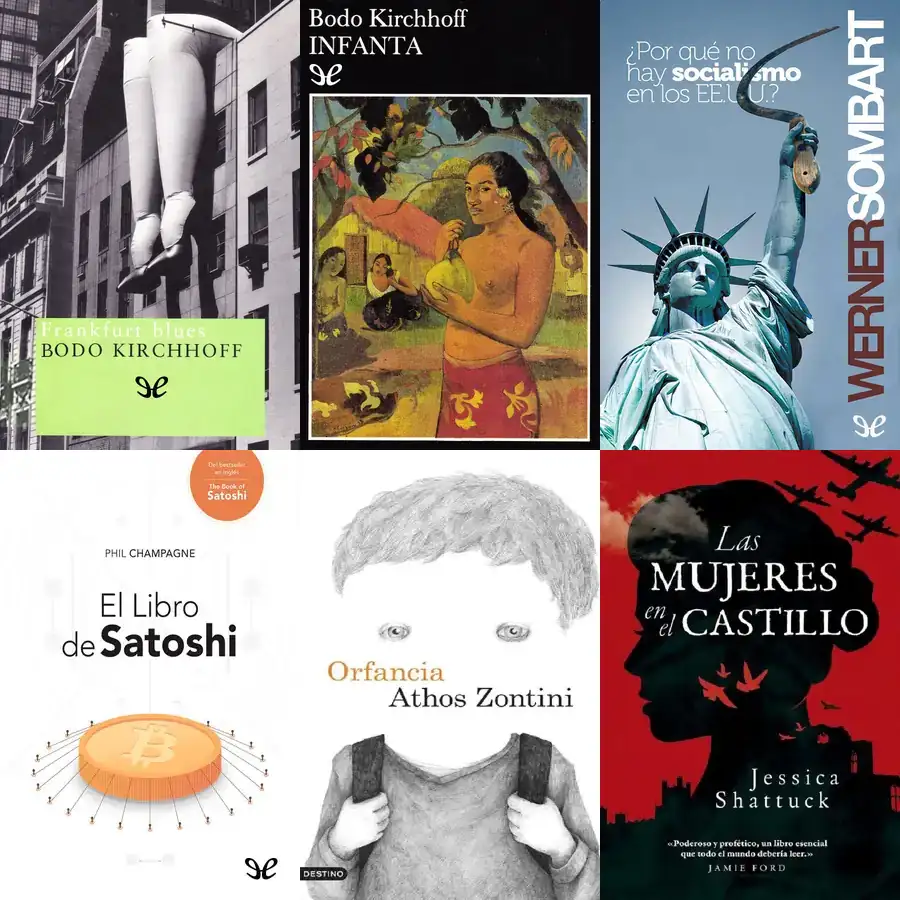 Frankfurt blues
BODO KIRCHHOFF
Bodo Kirchhoff
INFANTA
¿Por qué no
hay socialismo
en los EE.UU.?
WERNERSOMBART
Del bestseller
en inglés
The Book of
Satoshi
PHIL CHAMPAGNE
El Libro
de Satoshi
Orfancia
Athos Zontini
DESTINO
Las
MUJERES
en el CASTILLO
Jessica
Shattuck
«Poderoso y profético, un libro esencial
que todo el mundo debería leer.»
JAMIE FORD